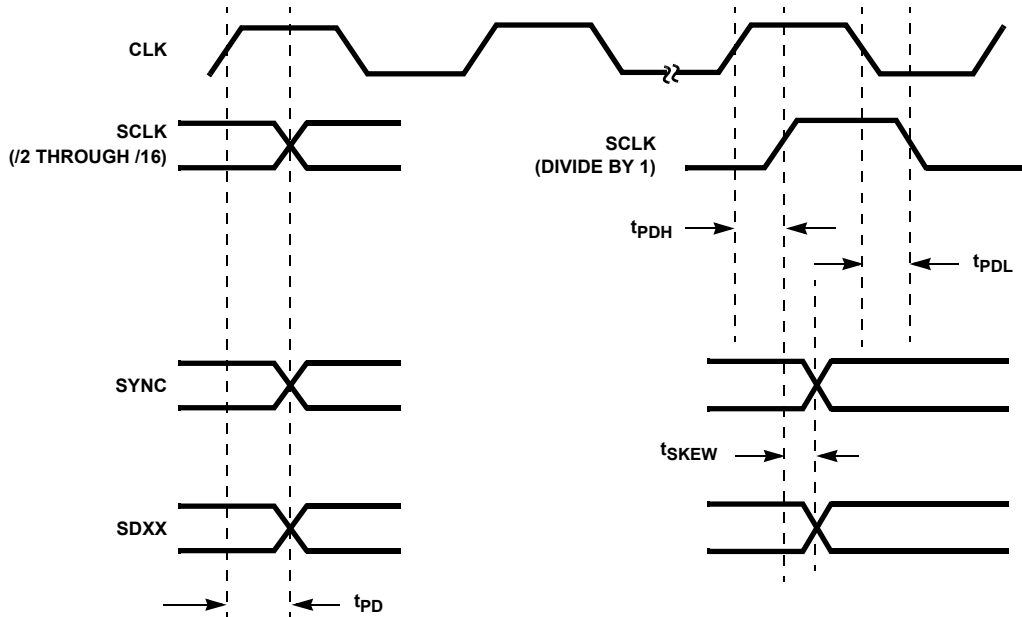 CLK
SCLK
(/2 THROUGH /16)
SCLK
(DIVIDE BY 1)
tPDH
tPDL
SYNC
tSKEW
SDXX
tPD